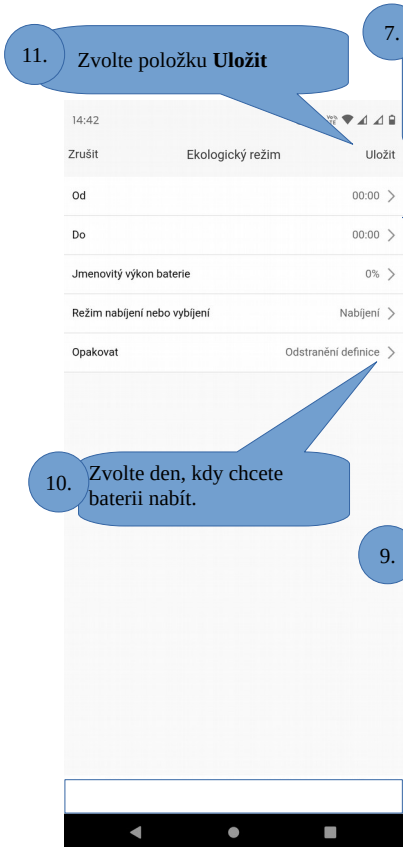 7.
11. Zvolte položku Uložit
14:42
Zrušit Ekologický režim Uložit
Od 00:00
Do 00:00
Jmenovitý výkon baterie 0%
Režim nabíjení nebo vybíjení Nabíjení
Opakovat Odstranění definice
10. Zvolte den, kdy chcete
baterii nabít.
9.